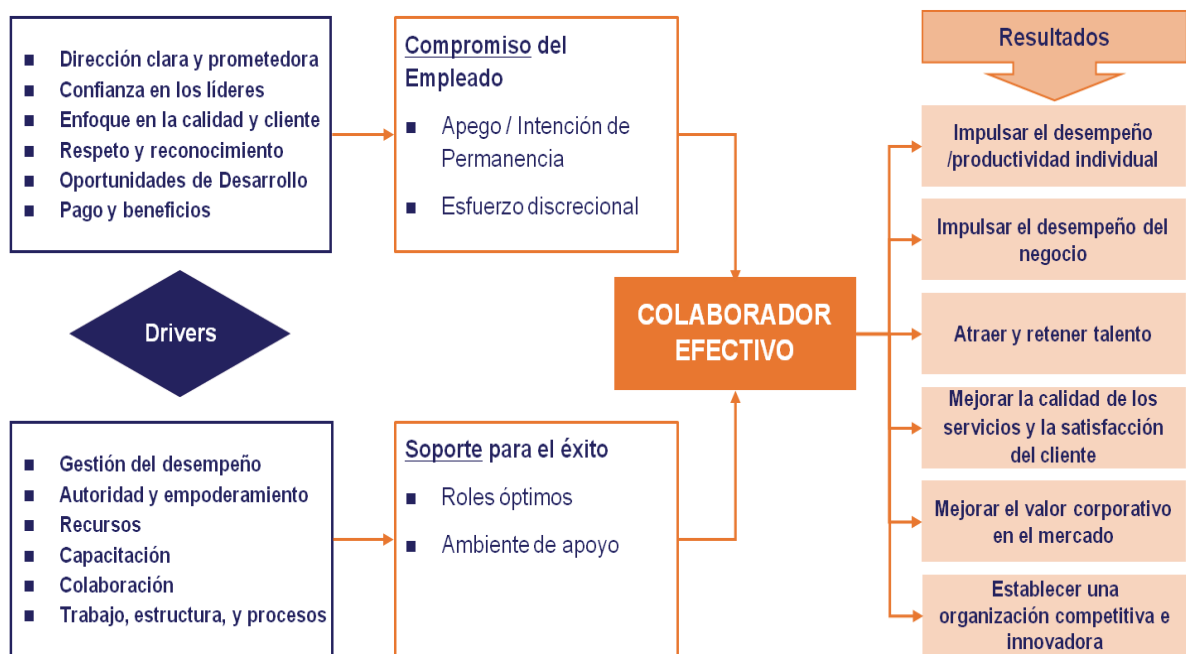 Dirección clara y prometedora
Confianza en los líderes
Enfoque en la calidad y cliente
Respeto y reconocimiento
Oportunidades de Desarrollo
Pago y beneficios
Compromiso del
Empleado
Apego / Intención de
Permanencia
Esfuerzo discrecional
Drivers
Gestión del desempeño
Autoridad y empoderamiento
Recursos
Capacitación
Colaboración
Trabajo, estructura, y procesos
Soporte para el éxito
Roles óptimos
Ambiente de apoyo
COLABORADOR
EFECTIVO
Resultados
Impulsar el desempeño
/productividad individual
Impulsar el desempeño del
negocio
Atraer y retener talento
Mejorar la calidad de los
servicios y la satisfacción
del cliente
Mejorar el valor corporativo
en el mercado
Establecer una
organización competitiva e
innovadora